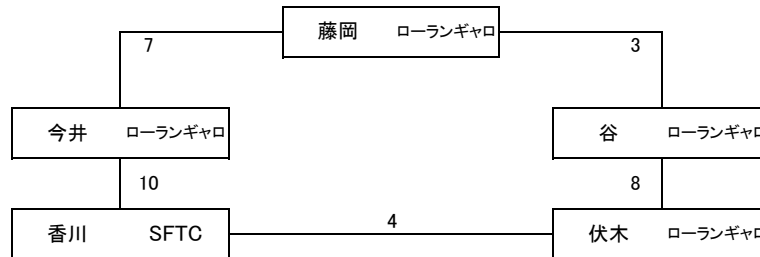 藤岡 ローランギャロ
7 3
今井 ローランギャロ
谷 ローランギャロ
10 8
香川 SFTC
4
伏木 ローランギャロ